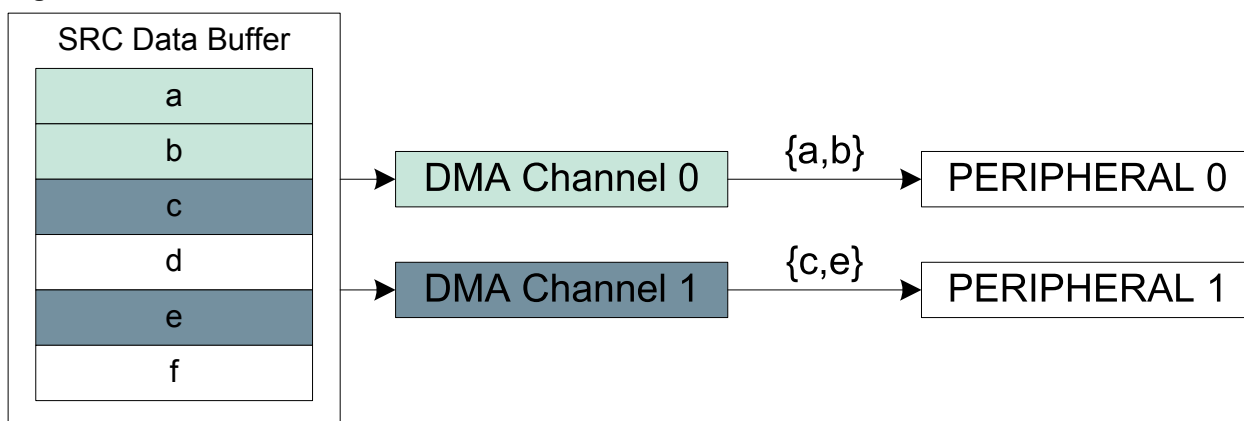 SRC Data Buffer
a
b
c
d
e
f
DMA Channel 0
{a,b}
PERIPHERAL 0
DMA Channel 1
{c,e}
PERIPHERAL 1